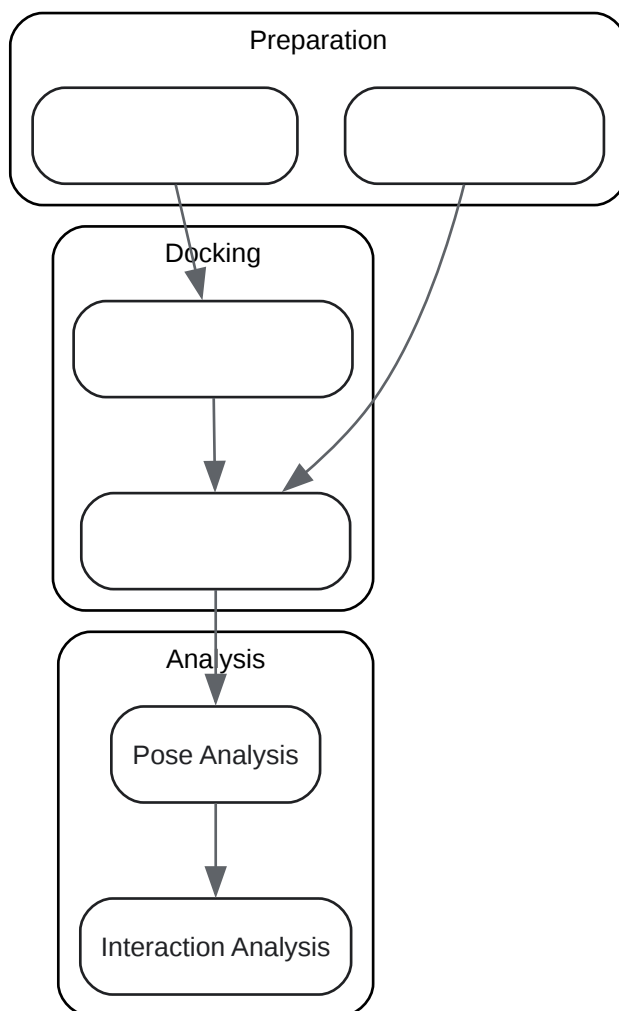 Preparation
Docking
Analysis
Pose Analysis
Interaction Analysis